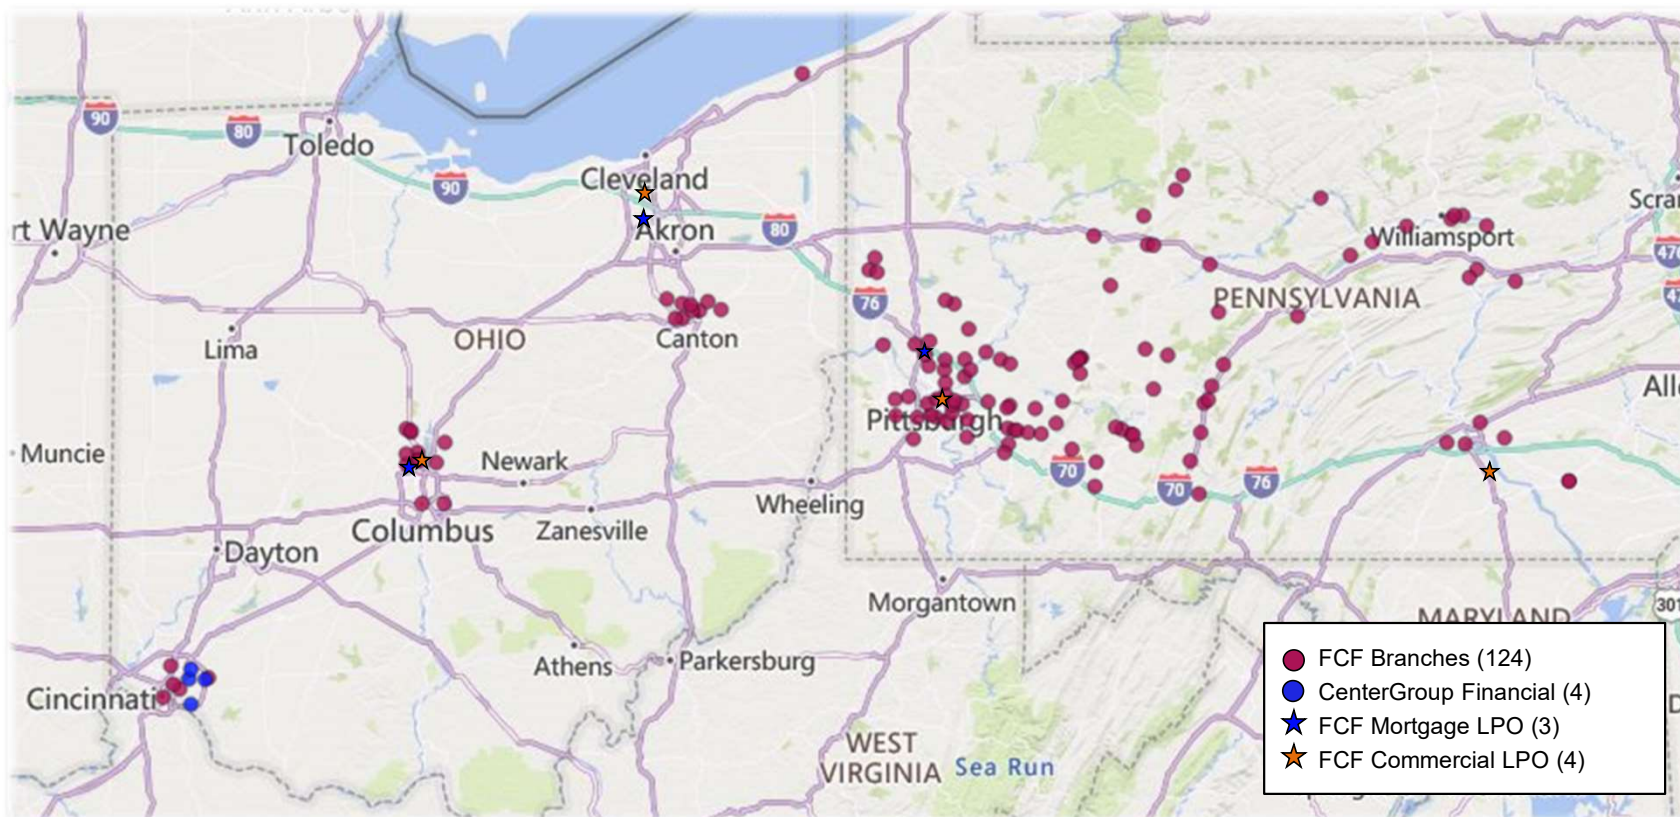 90
80
Toledo
90
Cleveland
Akron
80
rt Wayne
Williamsport
76
PENNSYLVANIA
OHIO
Canton
Lima
Pittsburgh
Muncie
Newark
70
70
76
Wheeling
Columbus
Zanesville
Dayton
Morgantown
MARYLAND
301
Athens
Parkersburg
Cincinnati
WEST
VIRGINIA
Sea Run
FCF Branches (124)
CenterGroup Financial (4)
FCF Mortgage LPO (3)
FCF Commercial LPO (4)